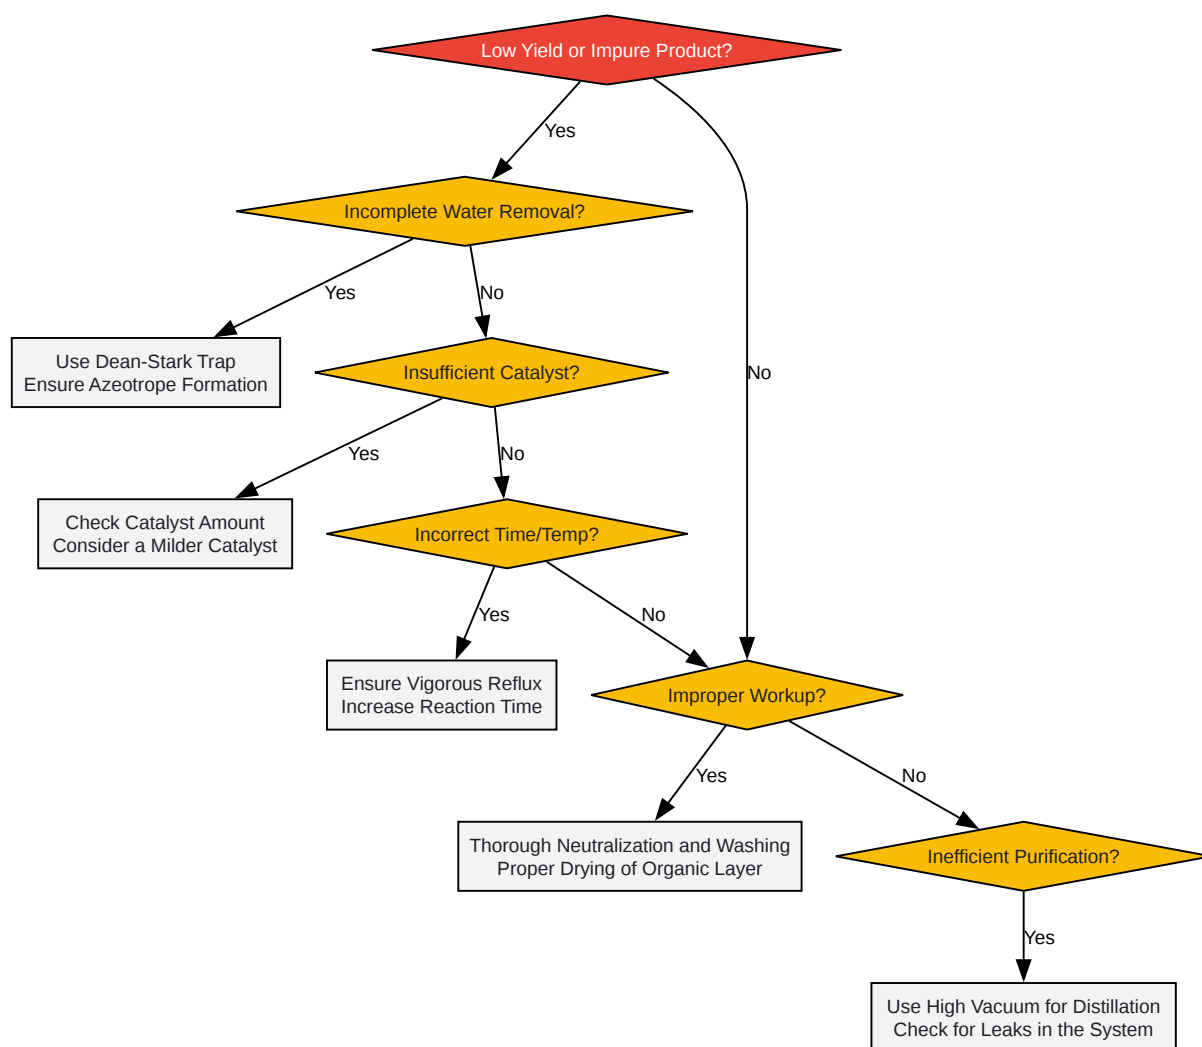 Low Yield or Impure Product?
Yes
Incomplete Water Removal?
Yes
No
Use Dean-Stark Trap
Ensure Azeotrope Formation
Insufficient Catalyst?
No
Yes
No
Check Catalyst Amount
Consider a Milder Catalyst
Incorrect Time/Temp?
Yes
No
Ensure Vigorous Reflux
Increase Reaction Time
Improper Workup?
Yes
No
Thorough Neutralization and Washing
Proper Drying of Organic Layer
Inefficient Purification?
Yes
Use High Vacuum for Distillation
Check for Leaks in the System